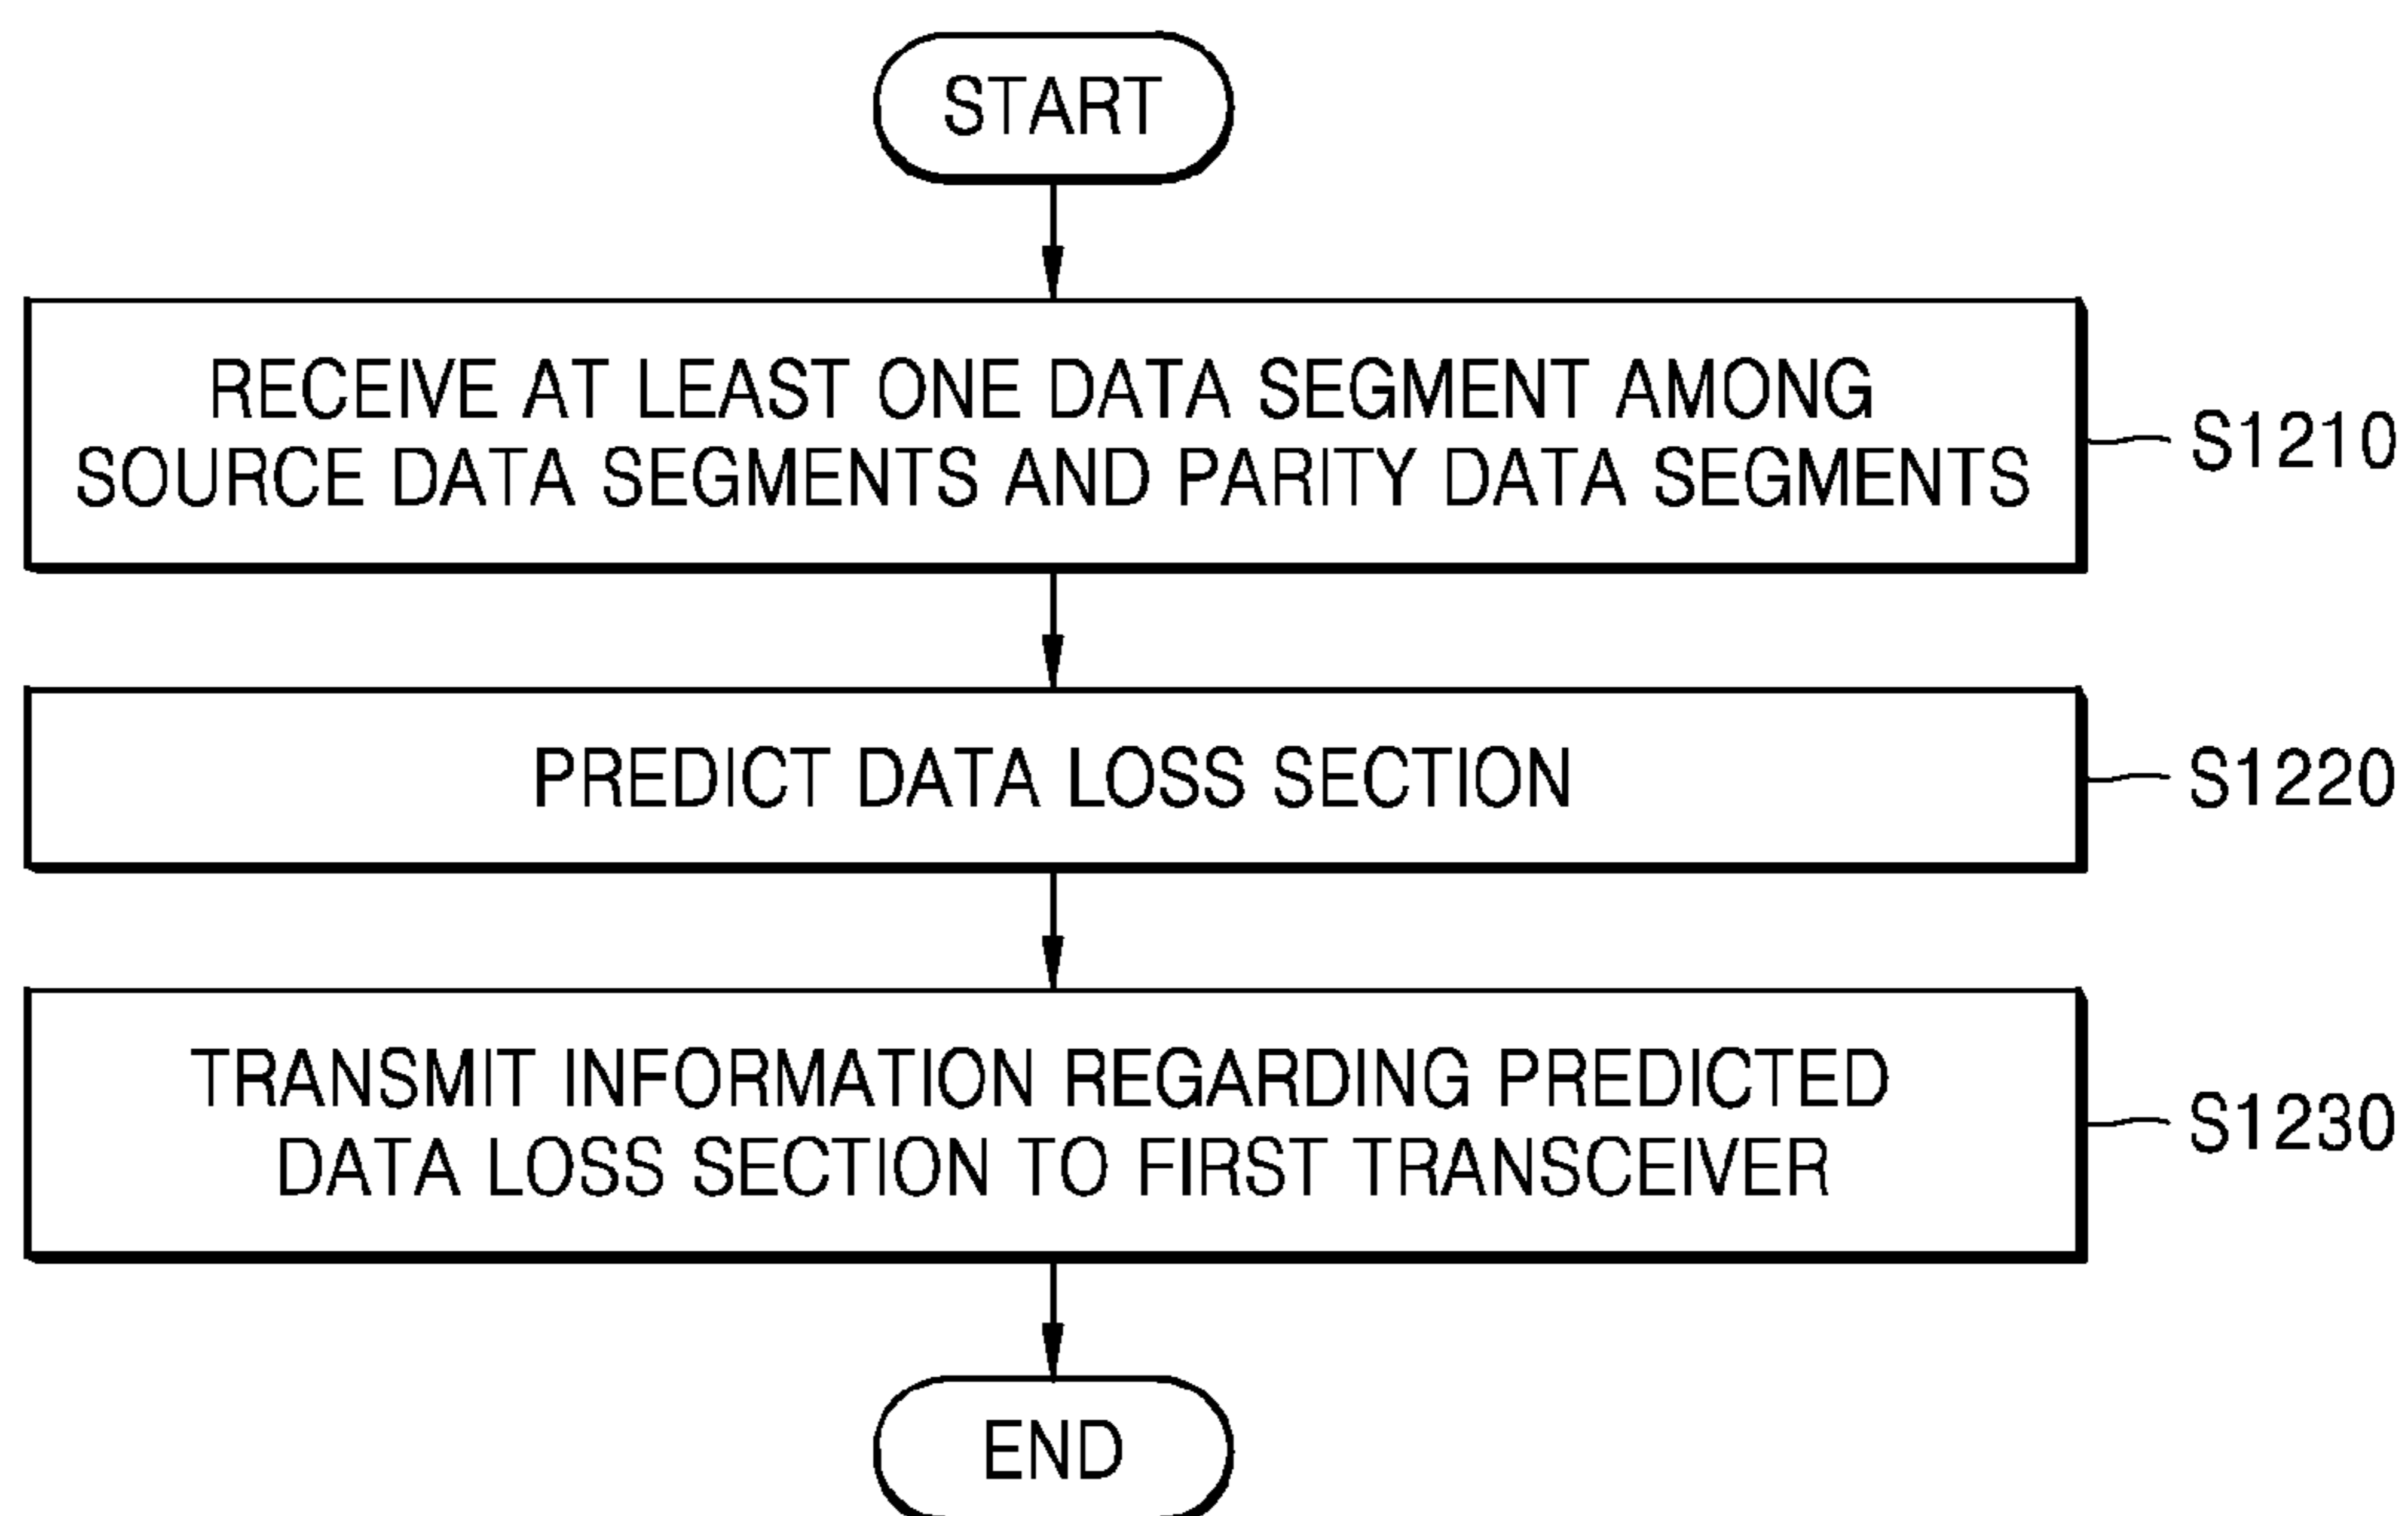 START
RECEIVE AT LEAST ONE DATA SEGMENT AMONG
SOURCE DATA SEGMENTS AND PARITY DATA SEGMENTS
S1210
PREDICT DATA LOSS SECTION
S1220
TRANSMIT INFORMATION REGARDING PREDICTED
DATA LOSS SECTION TO FIRST TRANSCEIVER
S1230
END